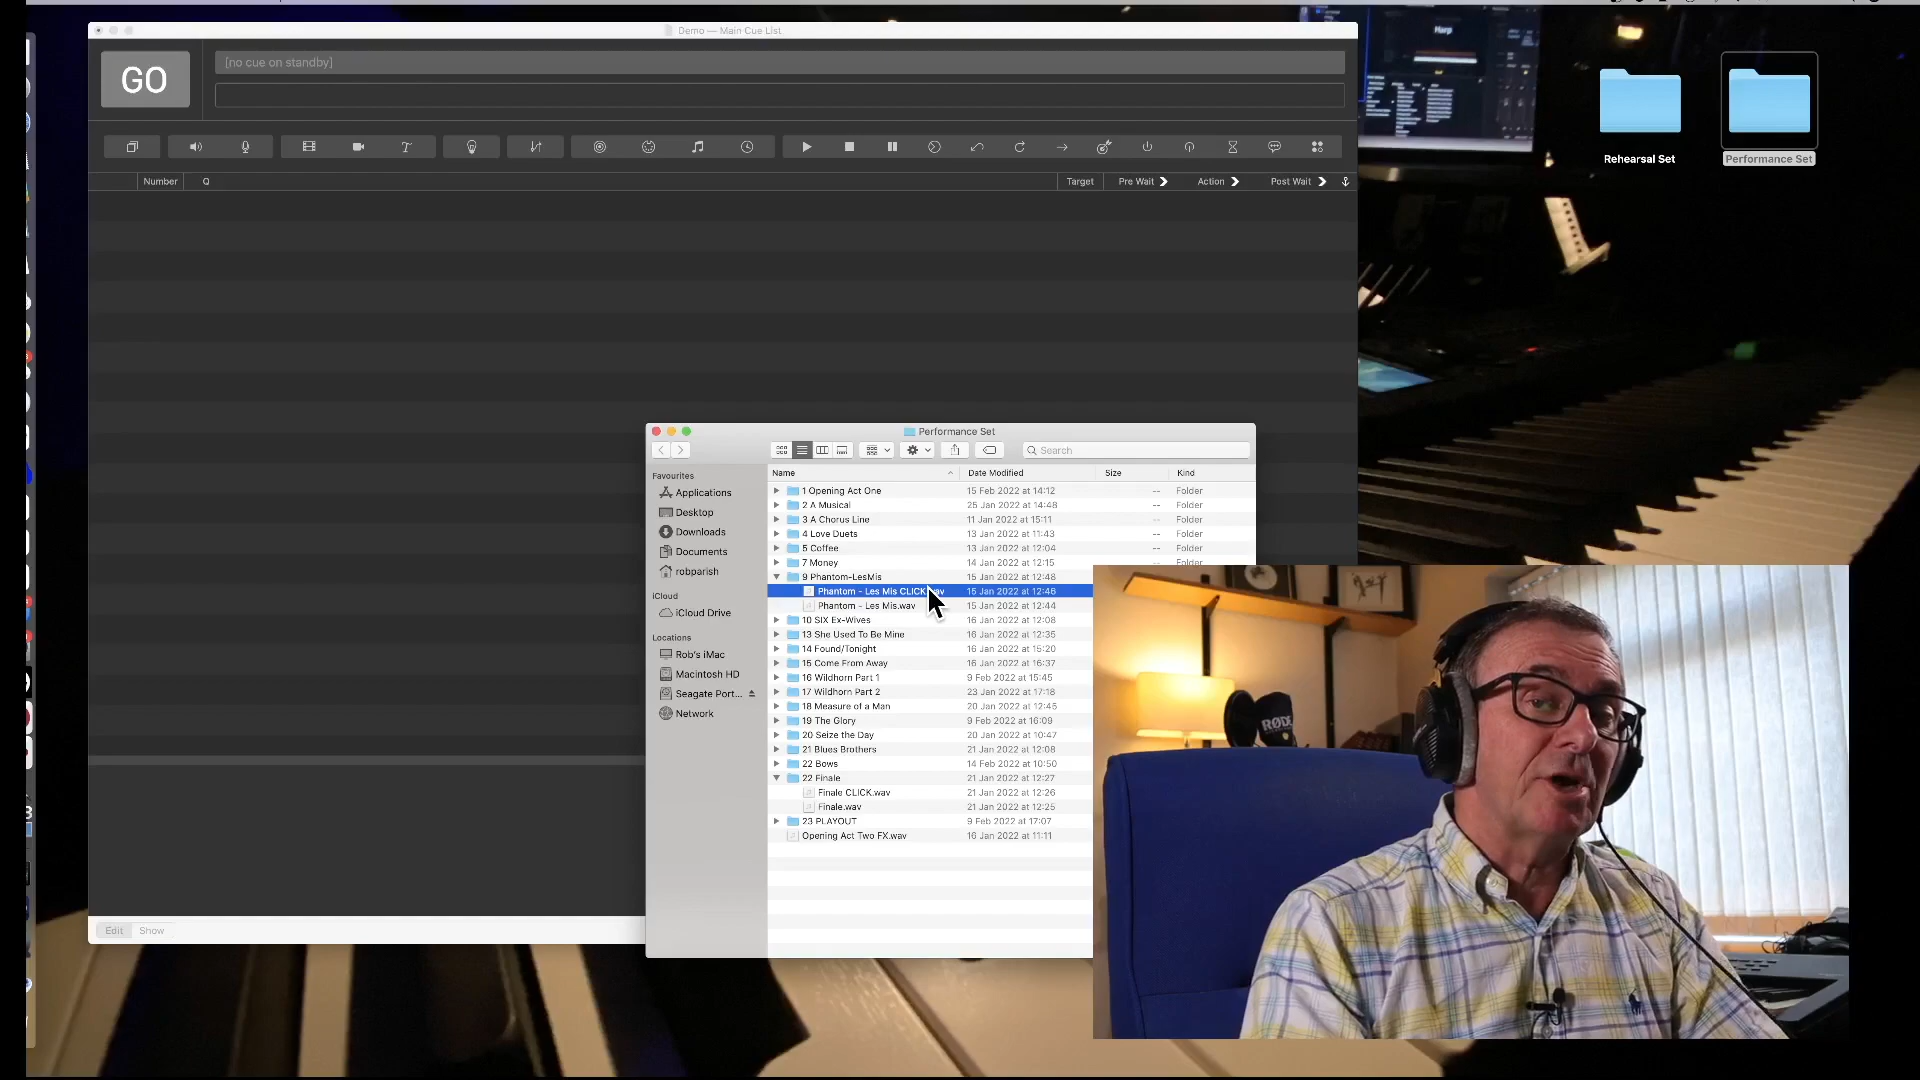 Demo — Main Cue List
GO
[no cue on standby]
Number Q Target Pre Wait Action Post Wait
Harp
Rehearsal Set
Performance Set
Performance Set
Search
Favourites
Applications
Desktop
Downloads
Documents
robparish
iCloud
iCloud Drive
Locations
Rob's iMac
Macintosh HD
Seagate Port...
Network
Name Date Modified Size Kind
1 Opening Act One 15 Feb 2022 at 14:12 -- Folder
2 A Musical 25 Jan 2022 at 14:48 -- Folder
3 A Chorus Line 11 Jan 2022 at 15:11 -- Folder
4 Love Duets 13 Jan 2022 at 11:43 -- Folder
5 Coffee 13 Jan 2022 at 12:04 -- Folder
7 Money 14 Jan 2022 at 12:15 -- Folder
9 Phantom-LesMis 15 Jan 2022 at 12:48
Phantom - Les Mis CLICK 15 Jan 2022 at 12:46
Phantom - Les Mis.wav 15 Jan 2022 at 12:44
10 SIX Ex-Wives 16 Jan 2022 at 12:08
13 She Used To Be Mine 16 Jan 2022 at 12:35
14 Found/Tonight 16 Jan 2022 at 15:20
15 Come From Away 16 Jan 2022 at 16:37
16 Wildhorn Part 1 9 Feb 2022 at 15:45
17 Wildhorn Part 2 23 Jan 2022 at 17:18
18 Measure of a Man 20 Jan 2022 at 12:45
19 The Glory 9 Feb 2022 at 16:09
20 Seize the Day 20 Jan 2022 at 10:47
21 Blues Brothers 21 Jan 2022 at 12:08
22 Bows 14 Feb 2022 at 10:50
22 Finale 21 Jan 2022 at 12:27
Finale CLICK.wav 21 Jan 2022 at 12:26
Finale.wav 21 Jan 2022 at 12:25
23 PLAYOUT 9 Feb 2022 at 17:07
Opening Act Two FX.wav 16 Jan 2022 at 11:11
RØDE
Edit Show